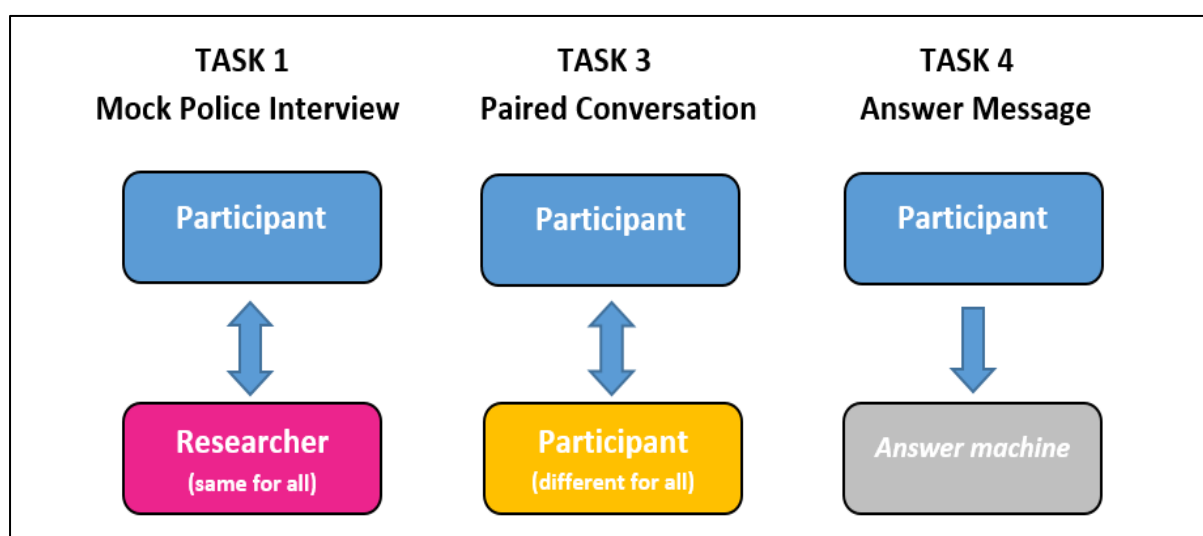 TASK 1
Mock Police Interview
TASK 3
Paired Conversation
TASK 4
Answer Message
Participant
Participant
Participant
Researcher
(same for all)
Participant
(different for all)
Answer machine